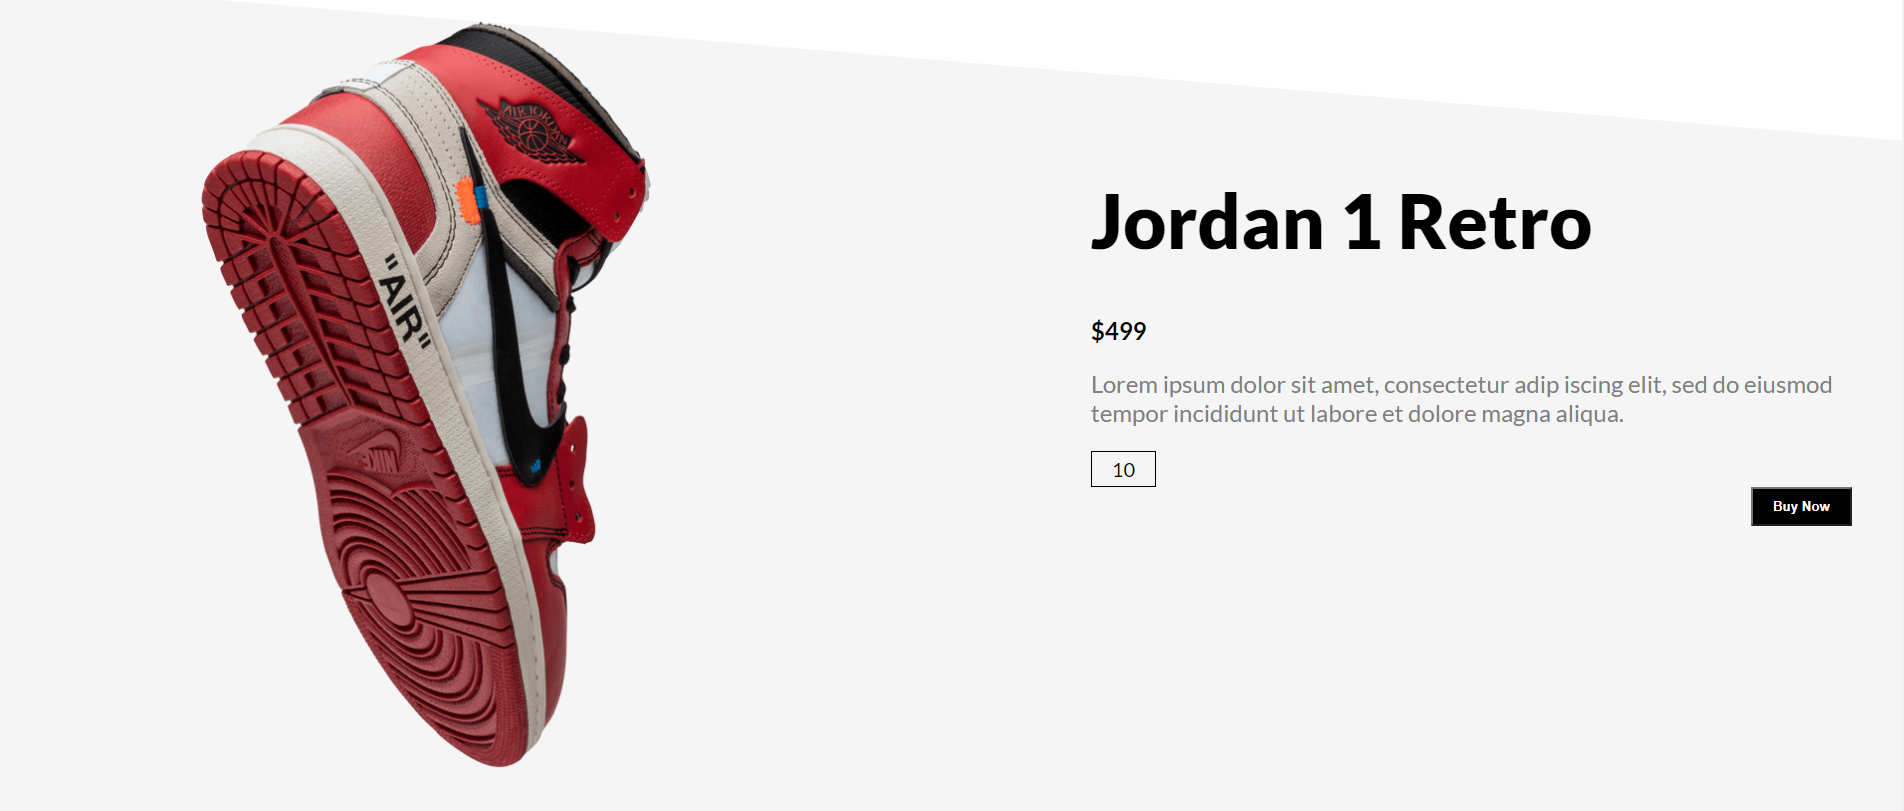 AIR JORDAN
"AIR"
NIKE
Jordan 1 Retro
$499
Lorem ipsum dolor sit amet, consectetur adip iscing elit, sed do eiusmod
tempor incididunt ut labore et dolore magna aliqua.
10
Buy Now